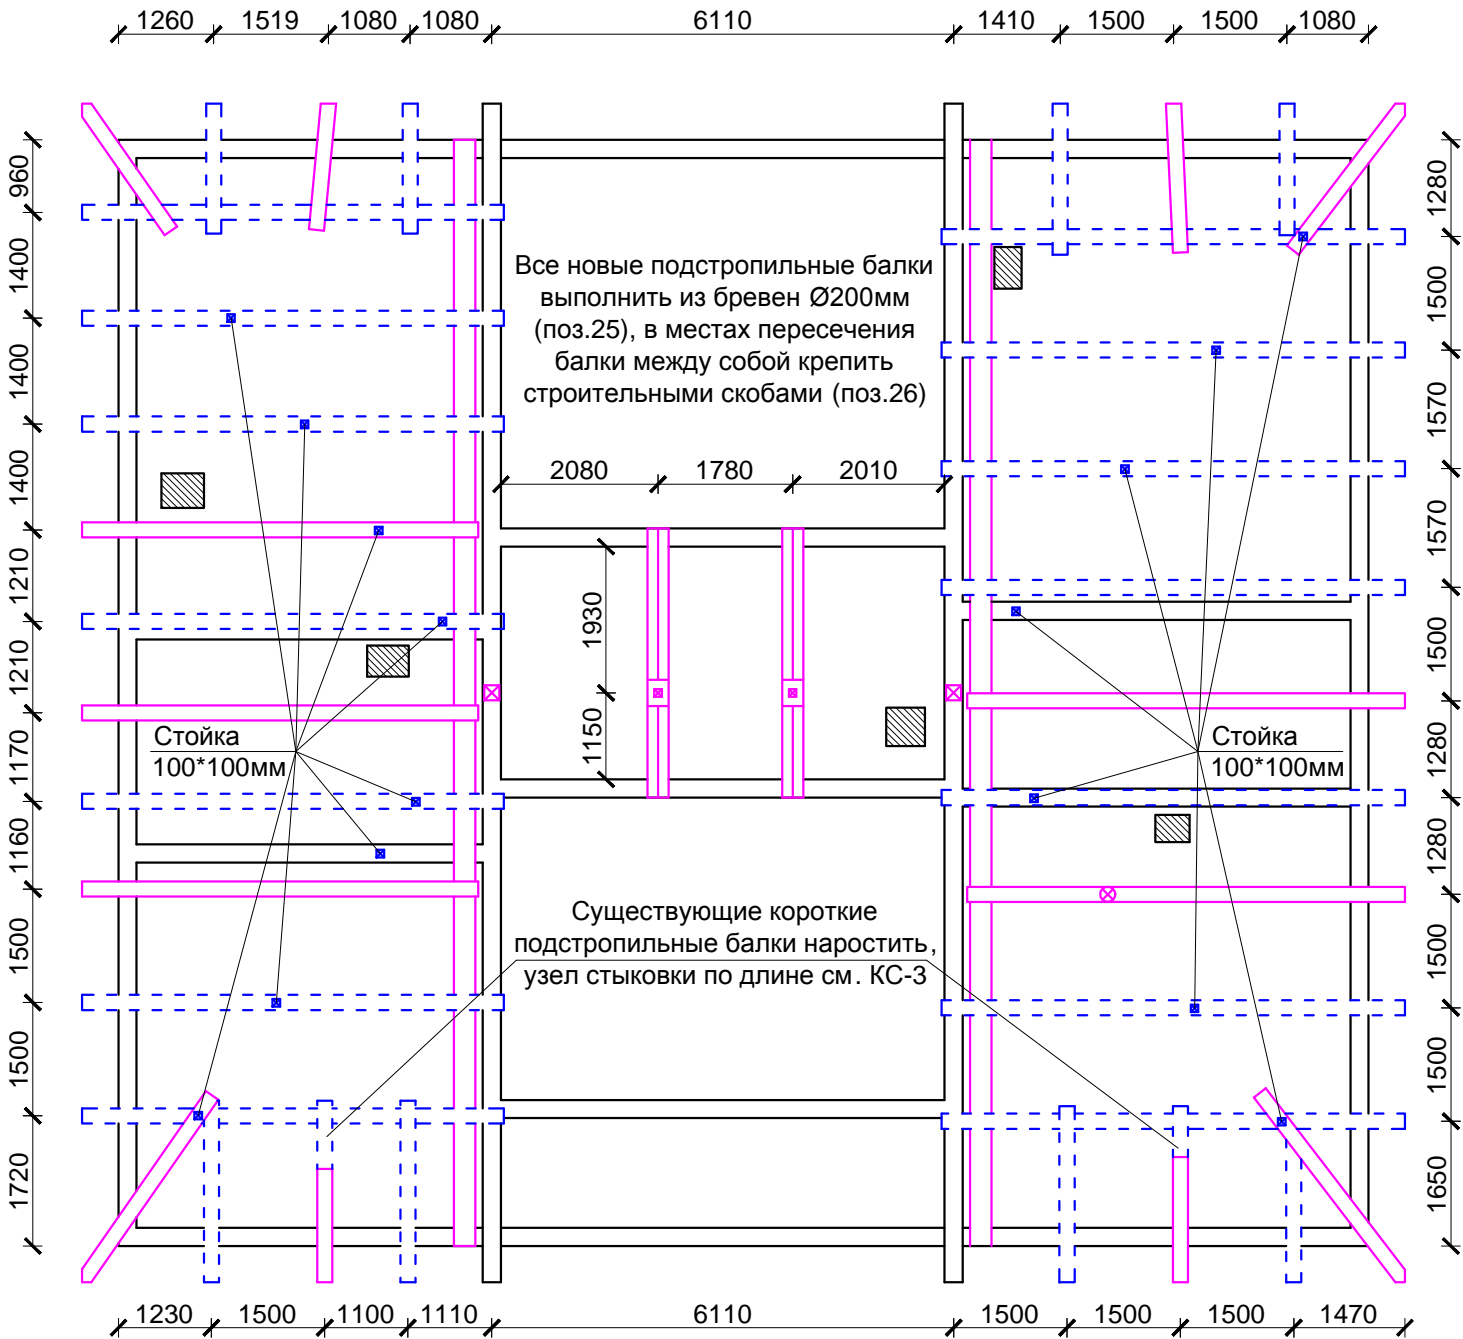 1260 1519 1080 1080 6110 1410 1500 1500 1080
960
1400
1400
1400
1210
1210
1170
1160
1500
1500
1720
Все новые подстропильные балки
выполнить из бревен Ø200мм
(поз.25), в местах пересечения
балки между собой крепить
строительными скобами (поз.26)
2080 1780 2010
1930
1150
Стойка
100*100мм
Стойка
100*100мм
Существующие короткие
подстропильные балки наростить,
узел стыковки по длине см. КС-3
1280
1500
1570
1570
1500
1280
1280
1500
1500
1650
1230 1500 1100 1110 6110 1500 1500 1500 1470